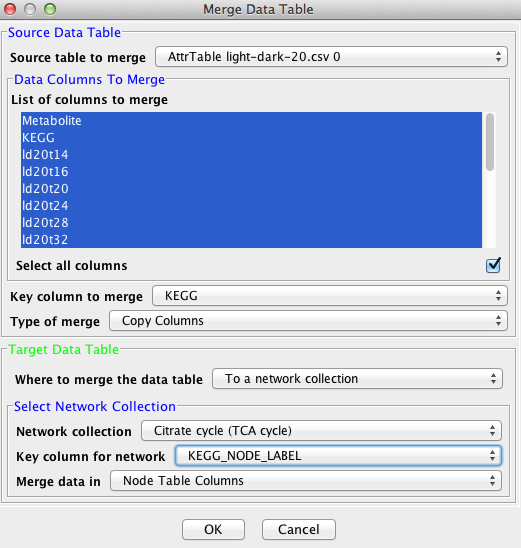 Merge Data Table
Source Data Table
Source table to merge AttrTable light-dark-20.csv 0
Data Columns To Merge
List of columns to merge
Metabolite
KEGG
ld20t14
ld20t16
ld20t20
ld20t24
ld20t28
ld20t32
Select all columns
Key column to merge KEGG
Type of merge Copy Columns
Target Data Table
Where to merge the data table To a network collection
Select Network Collection
Network collection Citrate cycle (TCA cycle)
Key column for network KEGG_NODE_LABEL
Merge data in Node Table Columns
OK Cancel